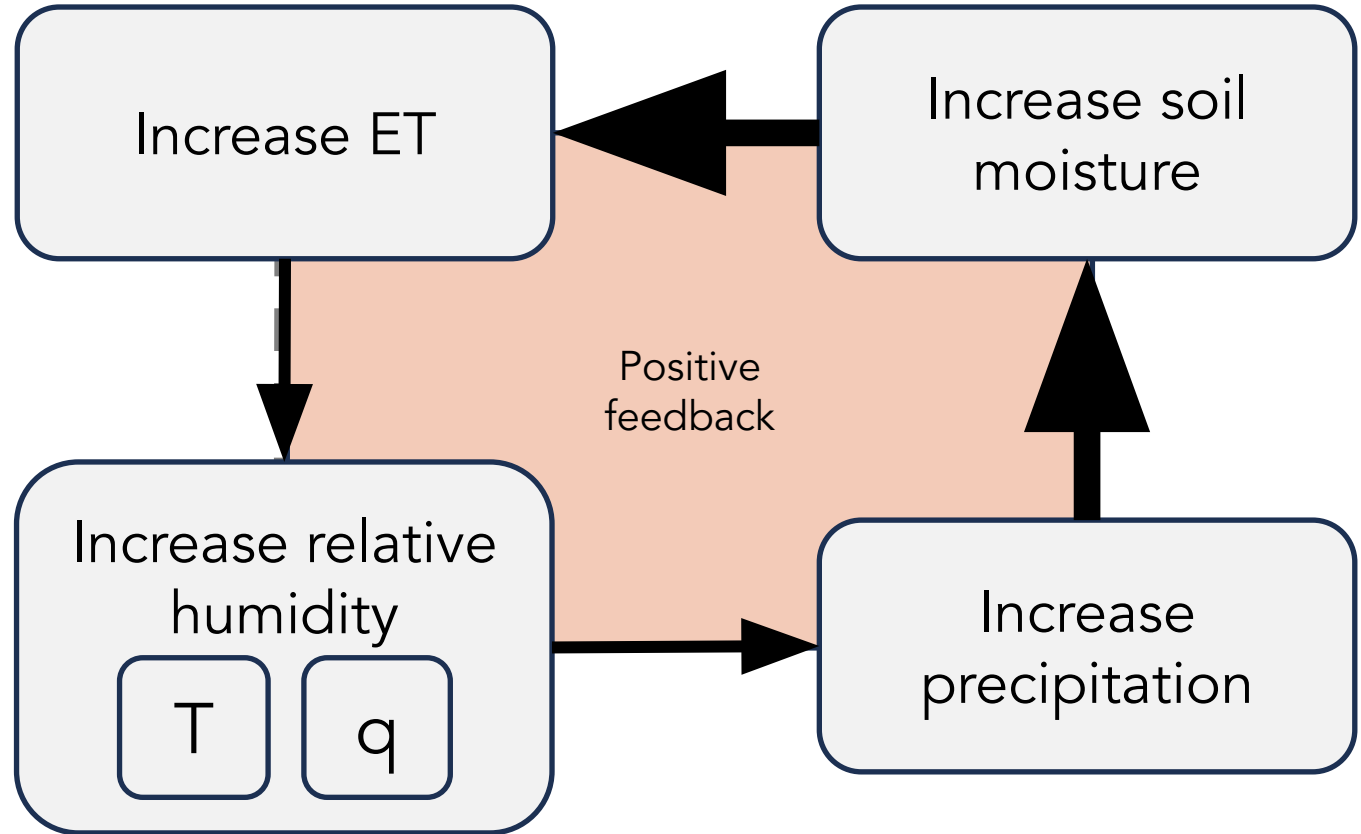 Increase ET
Increase soil
moisture
Positive
feedback
Increase relative
humidity
T
q
Increase
precipitation